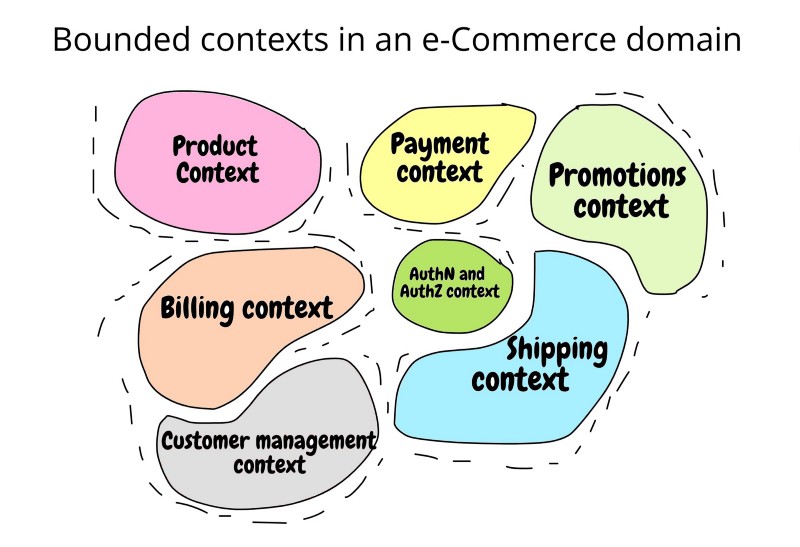 Bounded contexts in an e-Commerce domain
Product
Context
Payment
context
Promotions
context
Billing context
AuthN and
AuthZ context
Shipping
context
Customer management
context